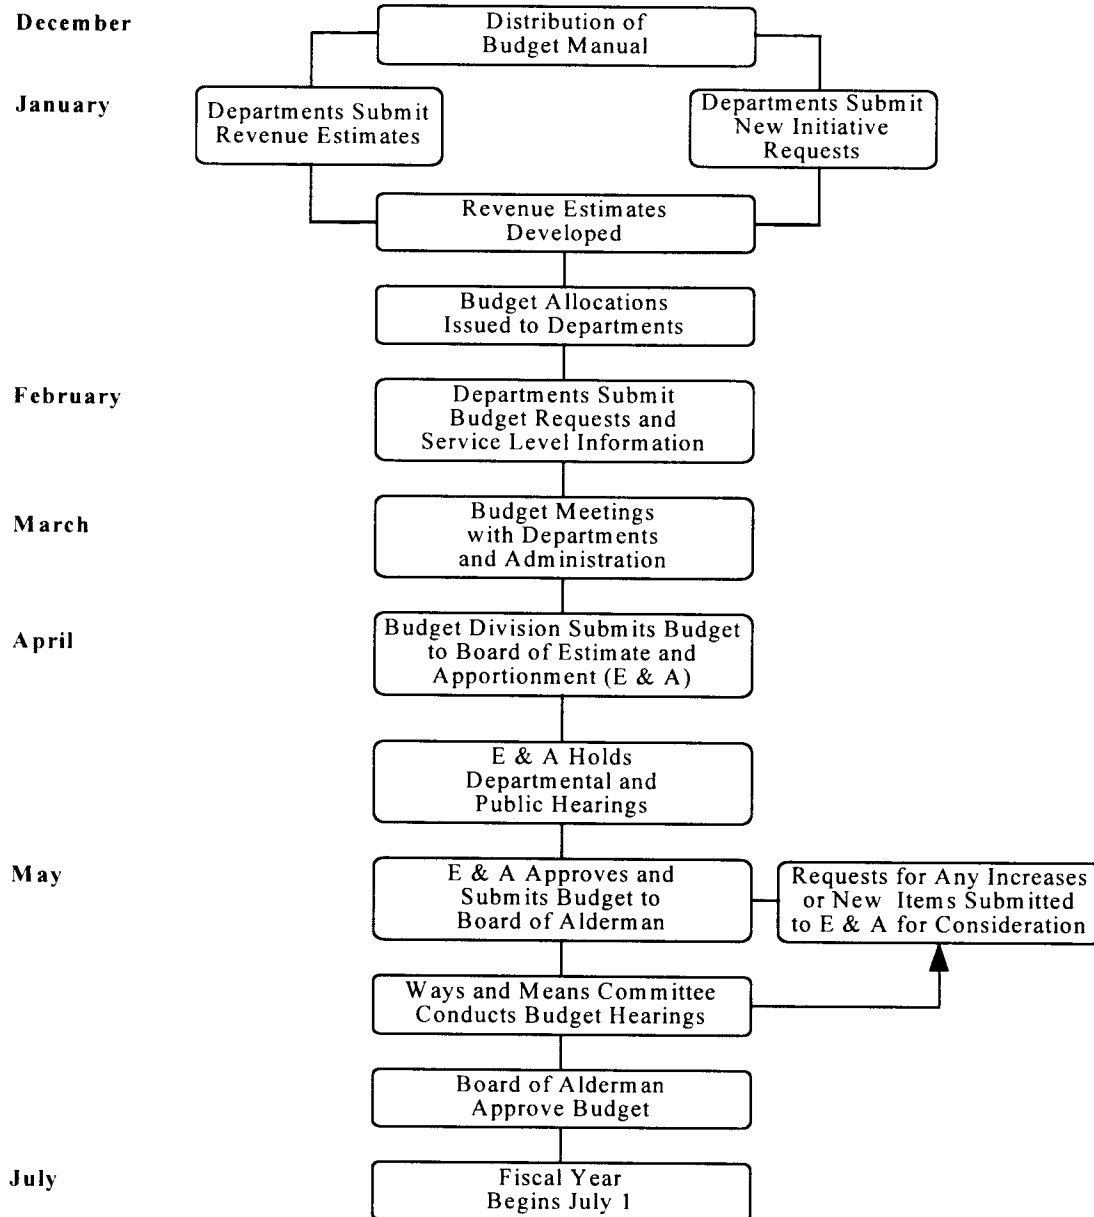 December
Distribution of
Budget Manual
January
Departments Submit
Revenue Estimates
Departments Submit
New Initiative
Requests
Revenue Estimates
Developed
Budget Allocations
Issued to Departments
February
Departments Submit
Budget Requests and
Service Level Information
March
Budget Meetings
with Departments
and Administration
April
Budget Division Submits Budget
to Board of Estimate and
Apportionment (E & A)
E & A Holds
Departmental and
Public Hearings
May
E & A Approves and
Submits Budget to
Board of Alderman
Requests for Any Increases
or New Items Submitted
to E & A for Consideration
Ways and Means Committee
Conducts Budget Hearings
Board of Alderman
Approve Budget
July
Fiscal Year
Begins July 1